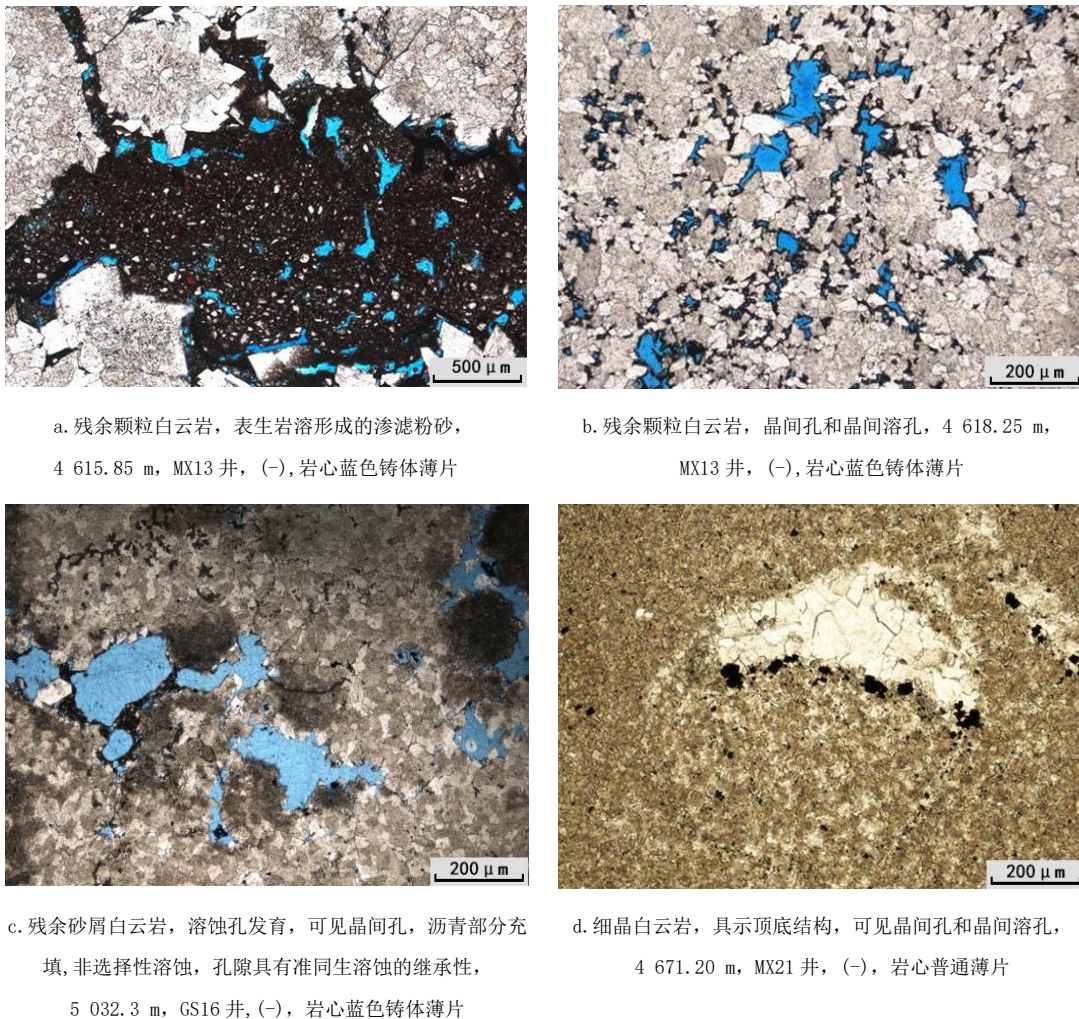 500 μm
200 μm
a.残余颗粒白云岩，表生岩溶形成的渗滤粉砂，
4 615.85 m，MX13 井，(-),岩心蓝色铸体薄片
b.残余颗粒白云岩，晶间孔和晶间溶孔，4 618.25 m，
MX13 井，(-),岩心蓝色铸体薄片
200 μm
200 μm
c.残余砂屑白云岩，溶蚀孔发育，可见晶间孔，沥青部分充
填,非选择性溶蚀，孔隙具有准同生溶蚀的继承性，
5 032.3 m，GS16 井,(-)，岩心蓝色铸体薄片
d.细晶白云岩，具示顶底结构，可见晶间孔和晶间溶孔，
4 671.20 m，MX21 井，(-)，岩心普通薄片